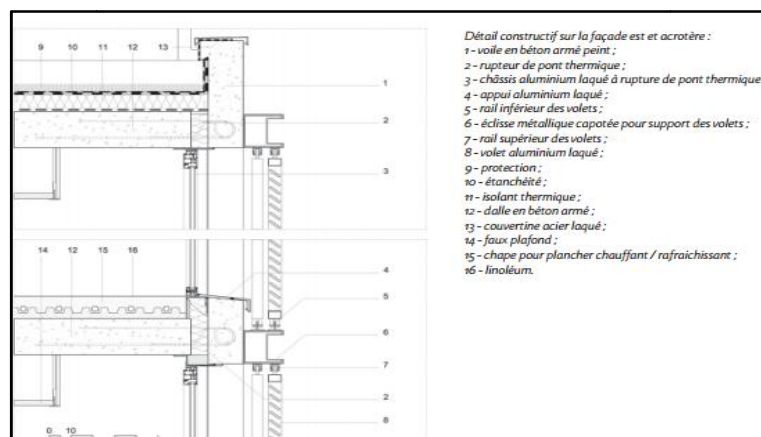 9 10 11 12 13
1
2
3
14 12 15 16
4
5
6
7
2
8
0 10
Détail constructif sur la façade est et acrotère :
1 - voile en béton armé peint ;
2 - rupteur de pont thermique ;
3 - châssis aluminium laqué à rupture de pont thermique
4 - appui aluminium laqué ;
5 - rail inférieur des volets ;
6 - éclisse métallique capotée pour support des volets ;
7 - rail supérieur des volets ;
8 - volet aluminium laqué ;
9 - protection ;
10 - étanchéité ;
11 - isolant thermique ;
12 - dalle en béton armé ;
13 - couvertine acier laqué ;
14 - faux plafond ;
15 - chape pour plancher chauffant / rafraichissant ;
16 - linoléum.